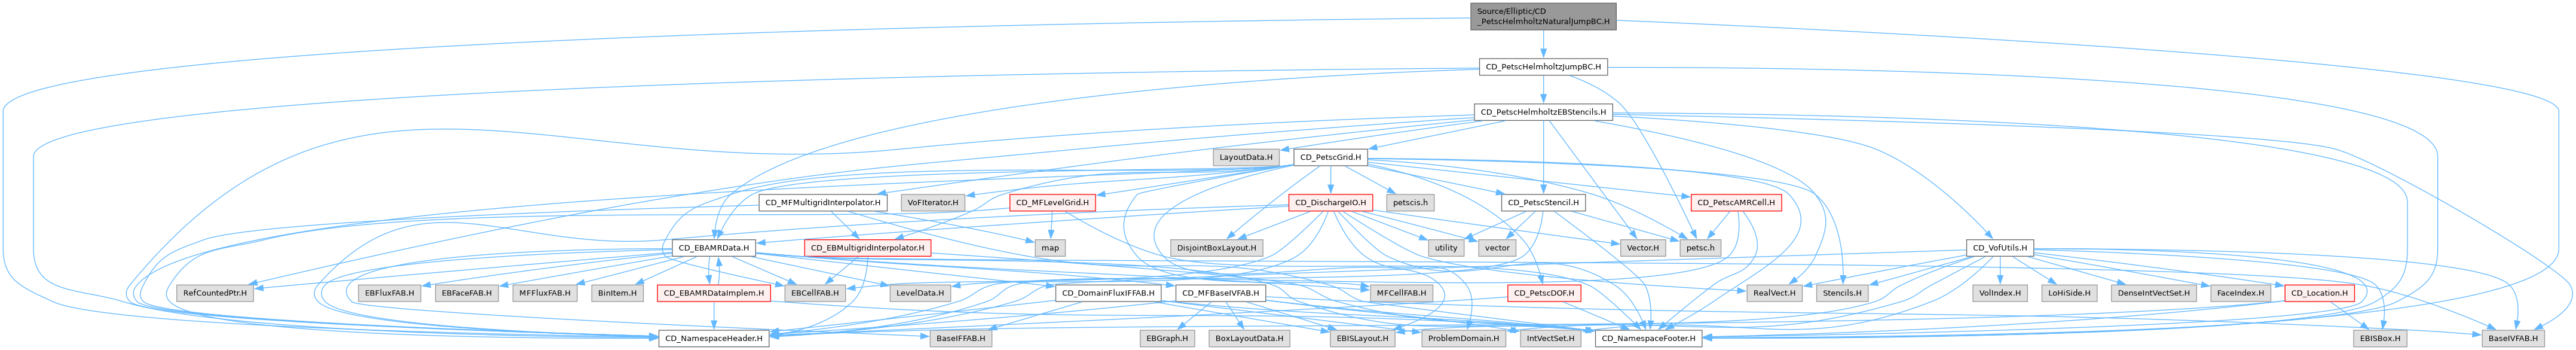 Source/Elliptic/CD
_PetscHelmholtzNaturalJumpBC.H
CD_PetscHelmholtzJumpBC.H
CD_PetscHelmholtzEBStencils.H
LayoutData.H
CD_PetscGrid.H
CD_MFMultigridInterpolator.H
VoFIterator.H
CD_MFLevelGrid.H
CD_DischargeIO.H
petscis.h
CD_PetscStencil.H
CD_PetscAMRCell.H
CD_EBAMRData.H
CD_EBMultigridInterpolator.H
map
DisjointBoxLayout.H
utility
vector
Vector.H
petsc.h
CD_VofUtils.H
RefCountedPtr.H
EBFluxFAB.H
EBFaceFAB.H
MFFluxFAB.H
BinItem.H
CD_EBAMRDataImplem.H
EBCellFAB.H
LevelData.H
CD_DomainFluxIFFAB.H
CD_MFBaseIVFAB.H
MFCellFAB.H
CD_PetscDOF.H
RealVect.H
Stencils.H
VolIndex.H
LoHiSide.H
DenseIntVectSet.H
FaceIndex.H
CD_Location.H
CD_NamespaceHeader.H
BaseIFFAB.H
EBGraph.H
BoxLayoutData.H
EBISLayout.H
ProblemDomain.H
IntVectSet.H
CD_NamespaceFooter.H
EBISBox.H
BaseIVFAB.H